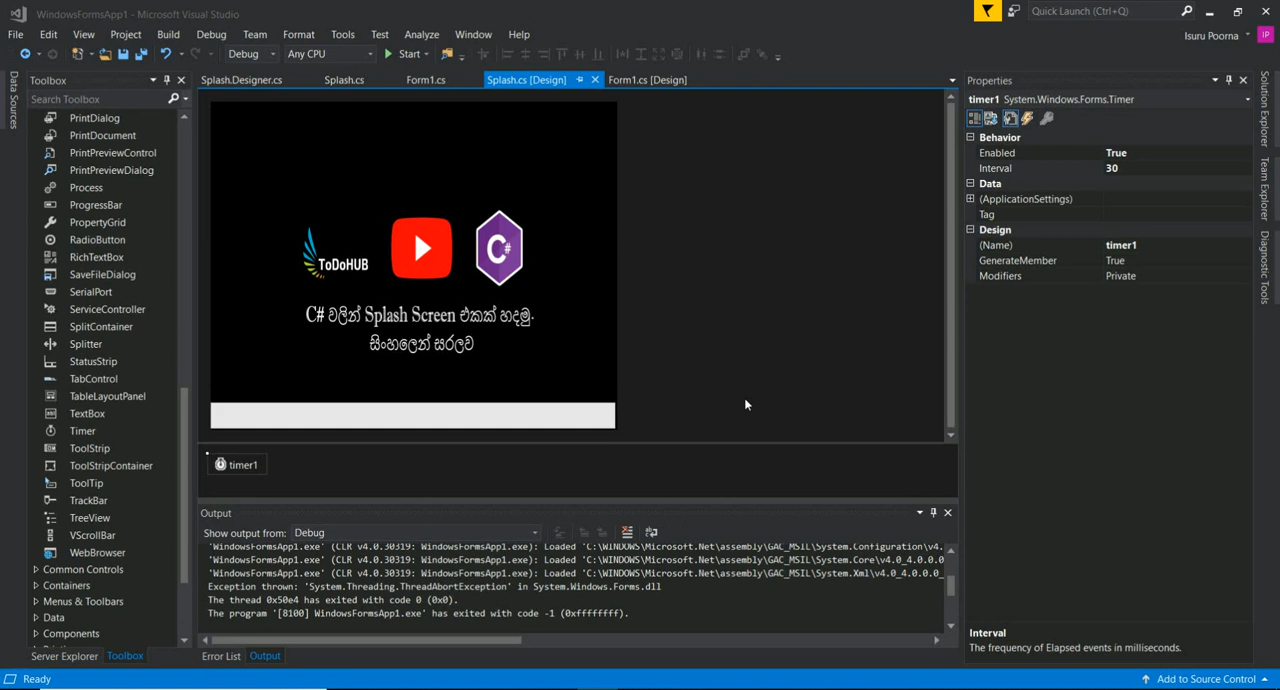 WindowsFormsApp1 - Microsoft Visual Studio
Quick Launch (Ctrl+Q)
File Edit View Project Build Debug Team Format Tools Test Analyze Window Help
Isuru Poorna IP
Debug Any CPU Start
Data Sources
Toolbox
Search Toolbox
PrintDialog
PrintDocument
PrintPreviewControl
PrintPreviewDialog
Process
ProgressBar
PropertyGrid
RadioButton
RichTextBox
SaveFileDialog
SerialPort
ServiceController
SplitContainer
Splitter
StatusStrip
TabControl
TableLayoutPanel
TextBox
Timer
ToolStrip
ToolStripContainer
ToolTip
TrackBar
TreeView
VScrollBar
WebBrowser
Common Controls
Containers
Menus & Toolbars
Data
Components
Server Explorer Toolbox
Splash.Designer.cs Splash.cs Form1.cs Splash.cs [Design] Form1.cs [Design]
ToDoHUB
C#
C# වලින් Splash Screen එකක් හදමු.
සිංහලෙන් සරලව
timer1
Output
Show output from: Debug
'WindowsFormsApp1.exe' (CLR v4.0.30319: WindowsFormsApp1.exe): Loaded 'C:\WINDOWS\Microsoft.Net\assembly\GAC_MSIL\System.Configuration\v4.
'WindowsFormsApp1.exe' (CLR v4.0.30319: WindowsFormsApp1.exe): Loaded 'C:\WINDOWS\Microsoft.Net\assembly\GAC_MSIL\System.Core\v4.0_4.0.0.0
'WindowsFormsApp1.exe' (CLR v4.0.30319: WindowsFormsApp1.exe): Loaded 'C:\WINDOWS\Microsoft.Net\assembly\GAC_MSIL\System.Xml\v4.0_4.0.0.0_
Exception thrown: 'System.Threading.ThreadAbortException' in System.Windows.Forms.dll
The thread 0x50e4 has exited with code 0 (0x0).
The program '[8100] WindowsFormsApp1.exe' has exited with code -1 (0xffffffff).
Error List Output
Properties
timer1 System.Windows.Forms.Timer
Behavior
Enabled True
Interval 30
Data
(ApplicationSettings)
Tag
Design
(Name) timer1
GenerateMember True
Modifiers Private
Interval
The frequency of Elapsed events in milliseconds.
Solution Explorer
Team Explorer
Diagnostic Tools
Ready
Add to Source Control